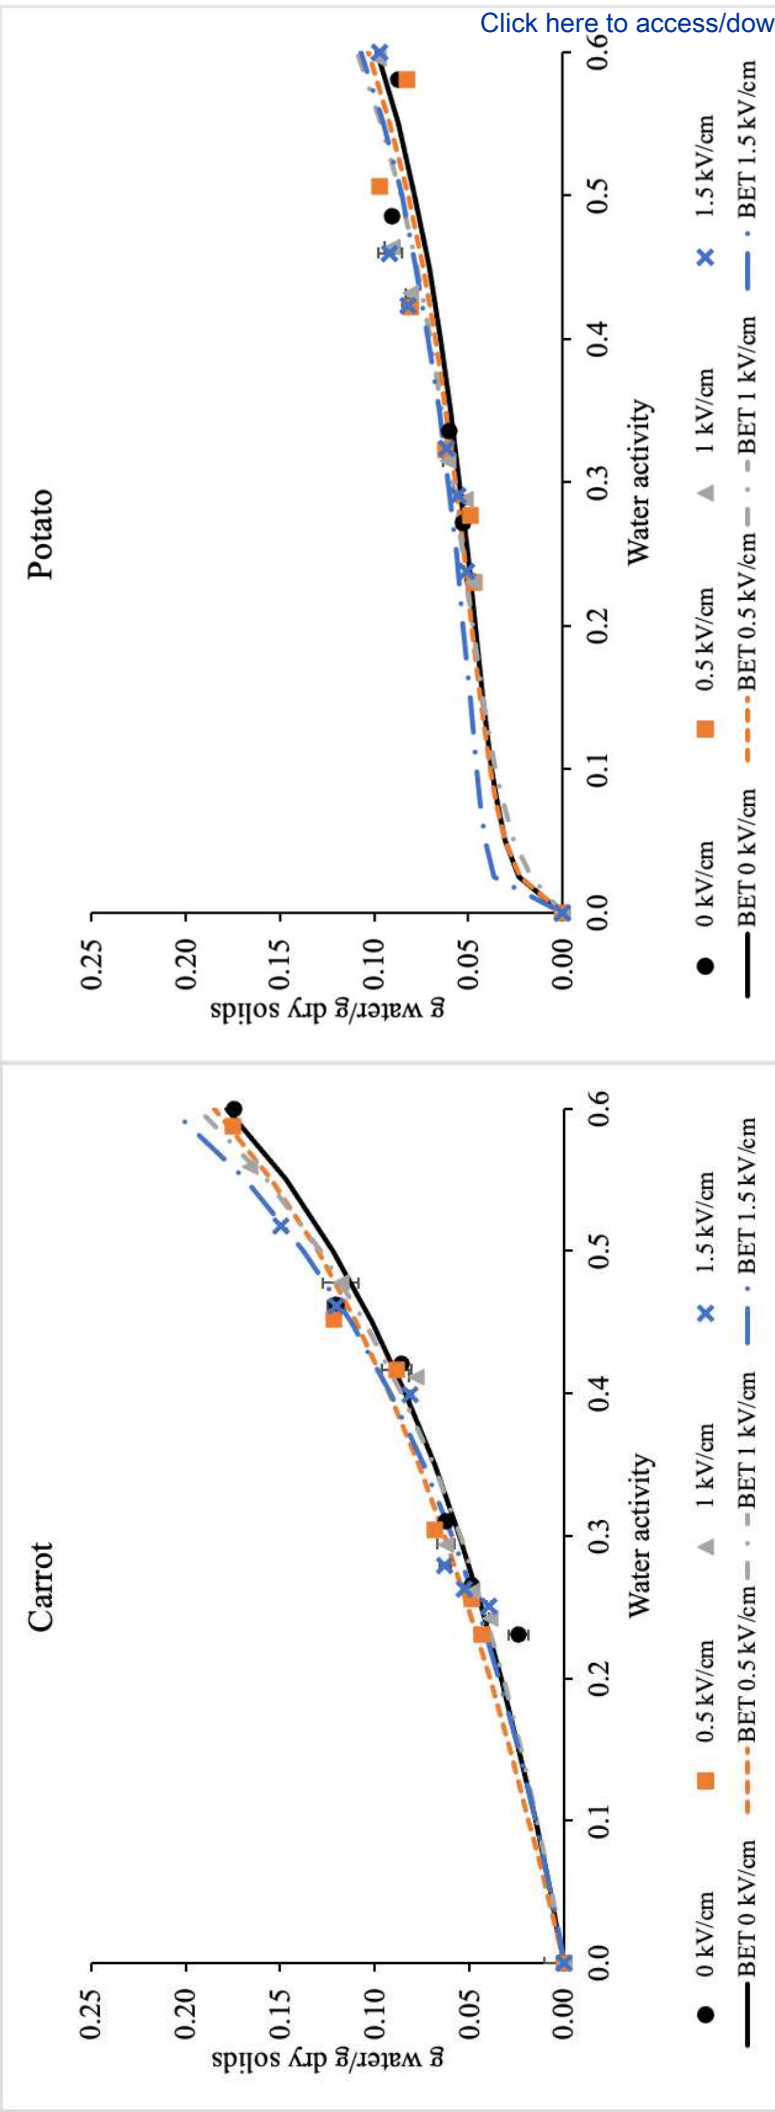 Click here to access/dow
Carrot
0.25
0.20
0.15
0.10
0.05
0.00
g water/g dry solids
0.0 0.1 0.2 0.3 0.4 0.5 0.6
Water activity
0 kV/cm 0.5 kV/cm 1 kV/cm 1.5 kV/cm
BET 0 kV/cm BET 0.5 kV/cm BET 1 kV/cm BET 1.5 kV/cm
Potato
0.25
0.20
0.15
0.10
0.05
0.00
g water/g dry solids
0.0 0.1 0.2 0.3 0.4 0.5 0.6
Water activity
0 kV/cm 0.5 kV/cm 1 kV/cm 1.5 kV/cm
BET 0 kV/cm BET 0.5 kV/cm BET 1 kV/cm BET 1.5 kV/cm